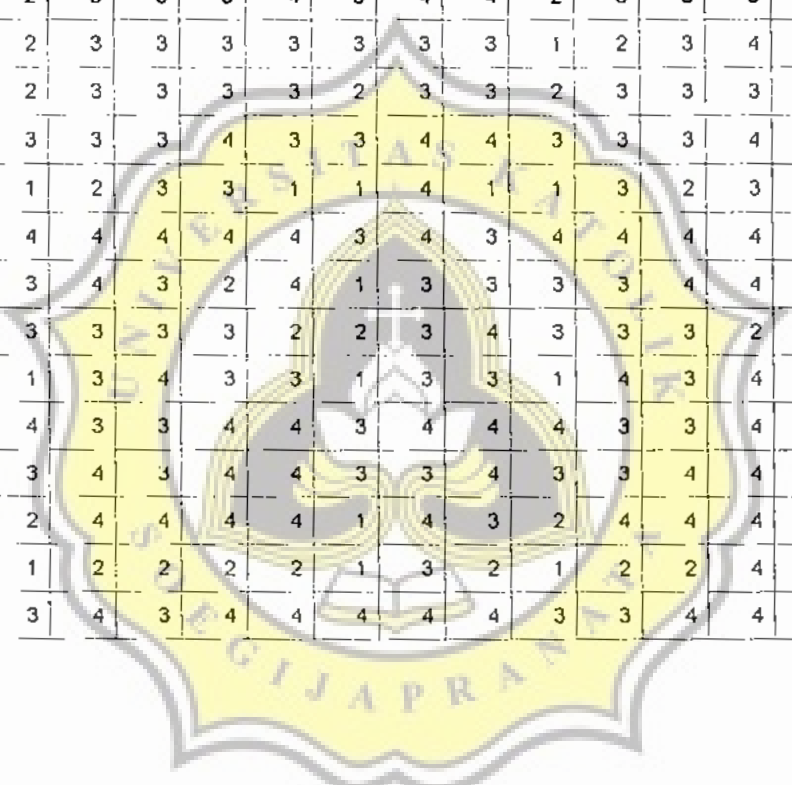 2 3 3 3 3 3 3 3 1 2 3 4
2 3 3 3 3 2 3 3 2 3 3 3
3 3 3 4 3 3 4 4 3 3 3 4
1 2 3 3 1 1 4 1 1 3 2 3
4 4 4 4 4 3 4 3 4 4 4 4
3 4 3 2 4 1 3 3 3 3 4 4
3 3 3 3 2 2 3 4 3 3 3 2
1 3 4 3 3 1 3 3 1 4 3 4
4 3 3 4 4 3 4 4 4 3 3 4
3 4 3 4 4 3 3 4 3 3 4 4
2 4 4 4 4 1 4 3 2 4 4 4
1 2 2 2 2 1 3 2 1 2 2 4
3 4 3 4 4 4 4 4 3 3 4 4
UNIVERSITAS KATOLIK
SOEGIJAPRANATA